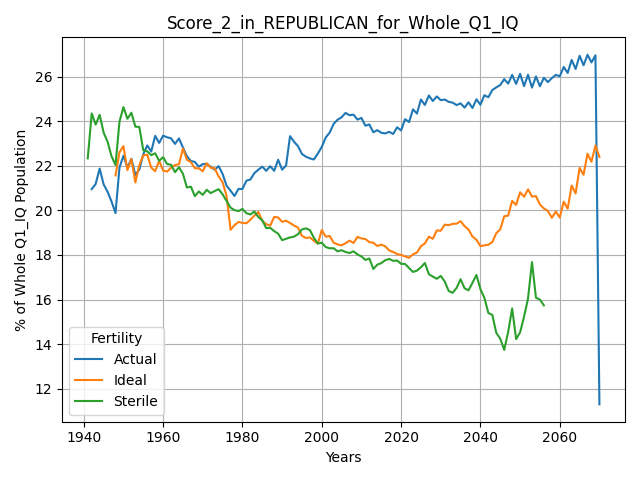 Score_2_in_REPUBLICAN_for_Whole_Q1_IQ
% of Whole Q1_IQ Population
26
24
22
20
18
16
14
12
Fertility
Actual
Ideal
Sterile
1940 1960 1980 2000 2020 2040 2060
Years